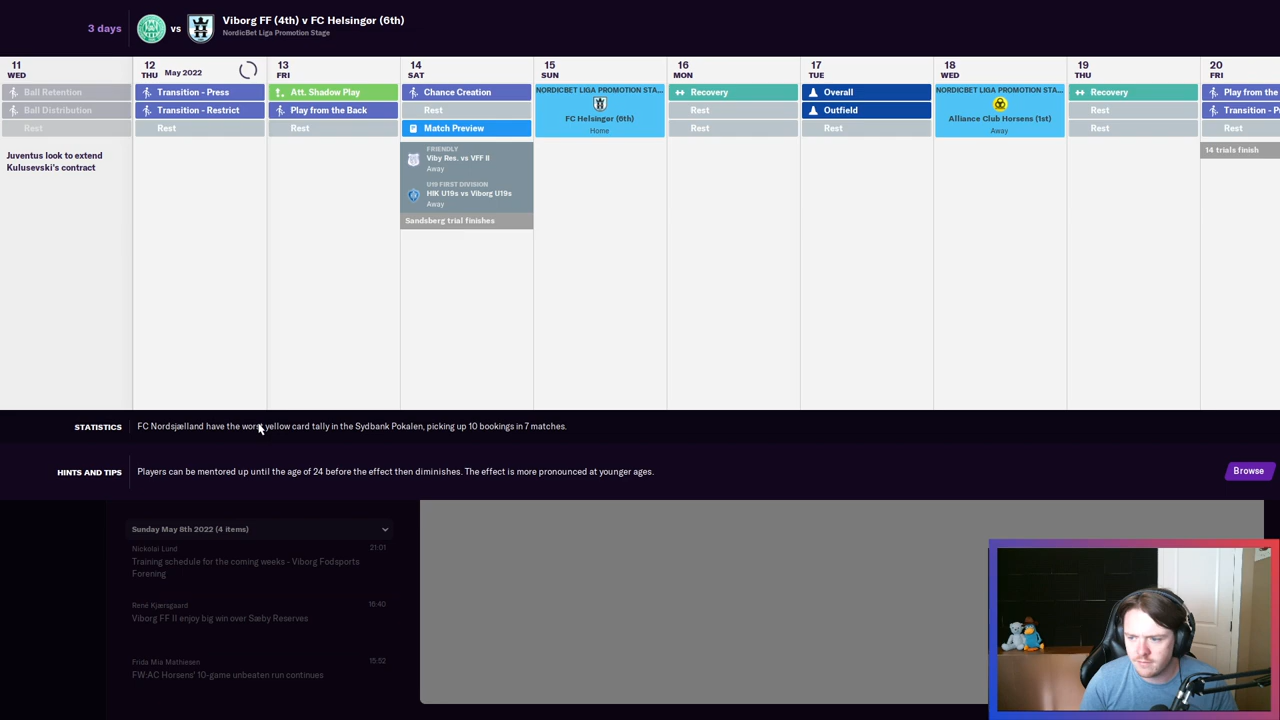 3 days
vs
Viborg FF (4th) v FC Helsingør (6th)
NordicBet Liga Promotion Stage
11
WED
Ball Retention
Ball Distribution
Rest
Juventus look to extend
Kulusevski's contract
12
THU May 2022
Transition - Press
Transition - Restrict
Rest
13
FRI
Att. Shadow Play
Play from the Back
Rest
14
SAT
Chance Creation
Rest
Match Preview
FRIENDLY
Viby Res. vs VFF II
Away
U19 FIRST DIVISION
HIK U19s vs Viborg U19s
Away
Sandsberg trial finishes
15
SUN
NORDICBET LIGA PROMOTION STA...
FC Helsingør (6th)
Home
16
MON
Recovery
Rest
Rest
17
TUE
Overall
Outfield
Rest
18
WED
NORDICBET LIGA PROMOTION STA...
Alliance Club Horsens (1st)
Away
19
THU
Recovery
Rest
Rest
20
FRI
Play from the
Transition - P
Rest
14 trials finish
STATISTICS
FC Nordsjælland have the worst yellow card tally in the Sydbank Pokalen, picking up 10 bookings in 7 matches.
HINTS AND TIPS
Players can be mentored up until the age of 24 before the effect then diminishes. The effect is more pronounced at younger ages.
Browse
Sunday May 8th 2022 (4 items)
Nickolai Lund 21:01
Training schedule for the coming weeks - Viborg Fodsports
Forening
René Kjærsgaard 16:40
Viborg FF II enjoy big win over Sæby Reserves
Frida Mia Mathiesen 15:52
FW:AC Horsens' 10-game unbeaten run continues